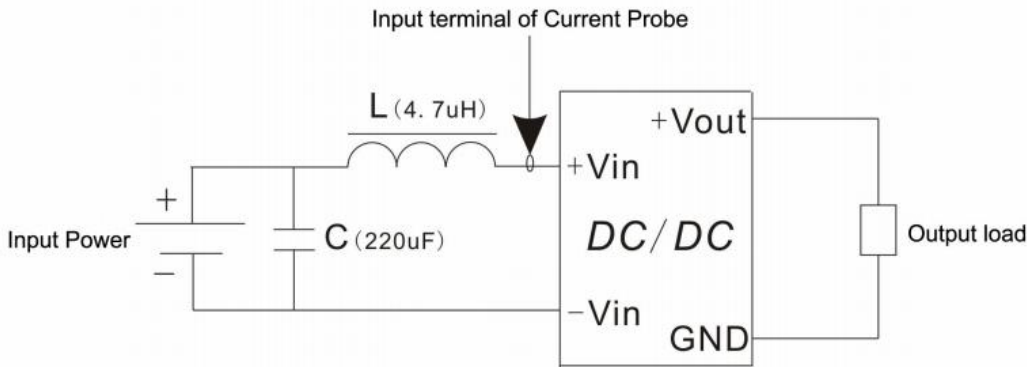 Input terminal of Current Probe
L (4. 7uH)
+Vout
+Vin
+
Input Power
−
C (220uF)
DC/DC
Output load
−Vin
GND